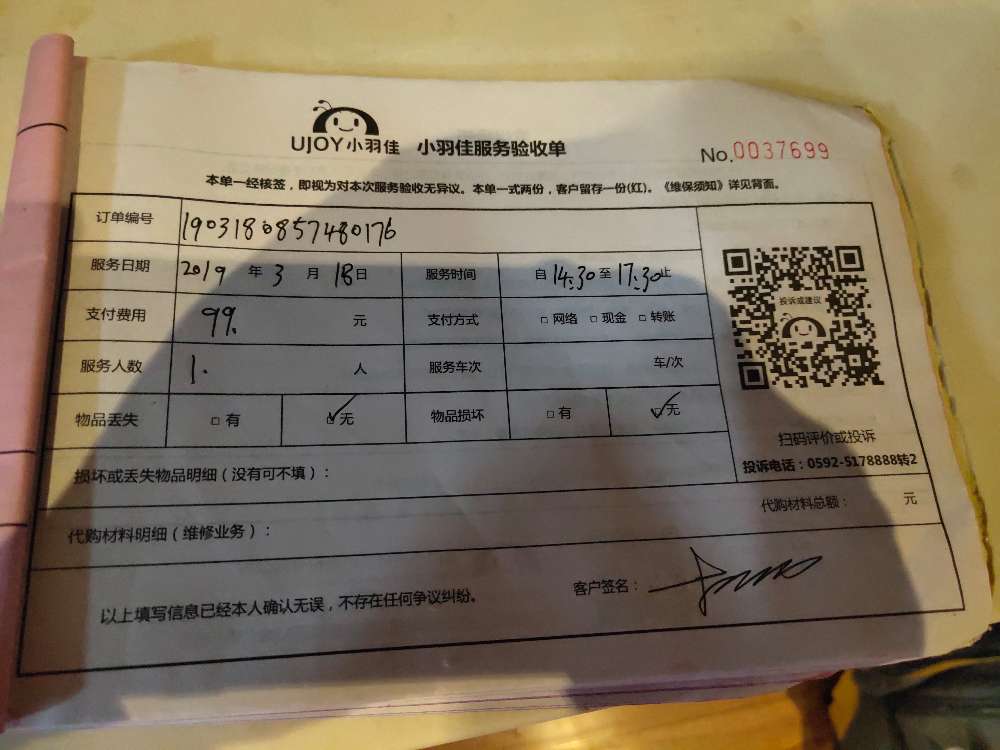 UJOY小羽佳 小羽佳服务验收单
No.0037699
本单一经核签，即视为对本次服务验收无异议。本单一式两份，客户留存一份(红)。《维保须知》详见背面。
订单编号 1903180857480176
服务日期 2019 年 3 月 18日 服务时间 自 14:30 至 17:30止
支付费用 99. 元 支付方式 □ 网络 □ 现金 □ 转账
服务人数 1. 人 服务车次 车/次
物品丢失 □ 有 ☑ 无 物品损坏 □ 有 ☑ 无
投诉或建议
扫码评价或投诉
投诉电话：0592-5178888转2
损坏或丢失物品明细（没有可不填）：
代购材料明细（维修业务）： 代购材料总额： 元
以上填写信息已经本人确认无误，不存在任何争议纠纷。 客户签名：